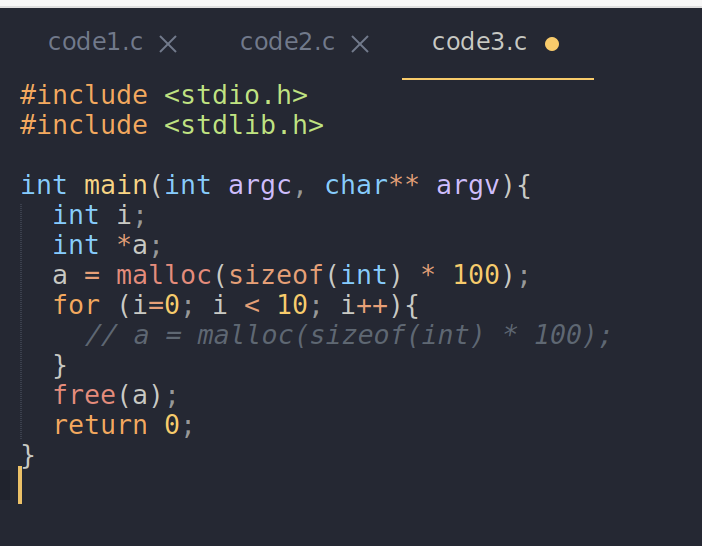 code1.c code2.c code3.c
#include <stdio.h>
#include <stdlib.h>

int main(int argc, char** argv){
  int i;
  int *a;
  a = malloc(sizeof(int) * 100);
  for (i=0; i < 10; i++){
    // a = malloc(sizeof(int) * 100);
  }
  free(a);
  return 0;
}